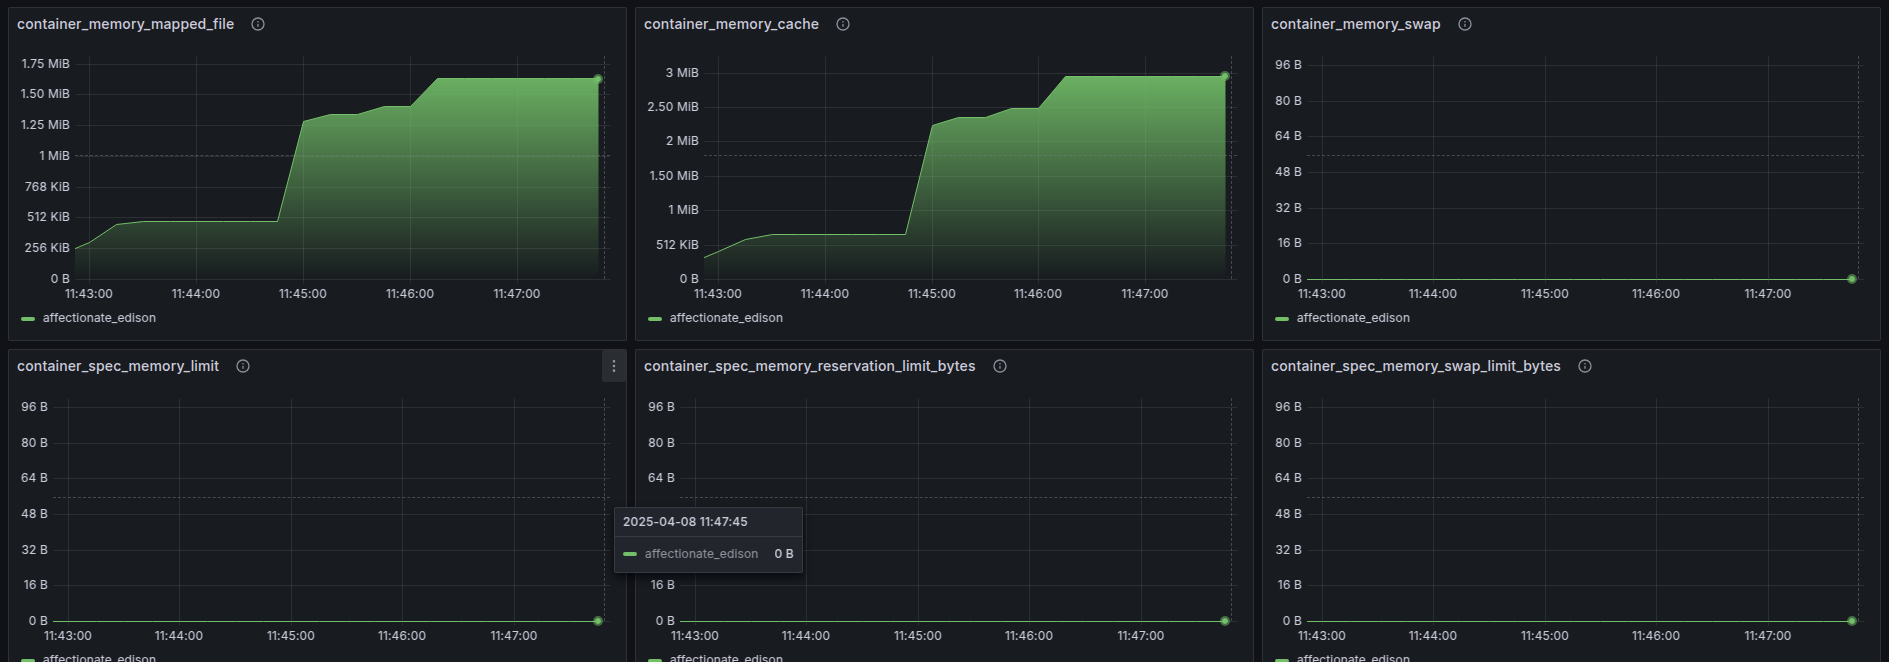 container_memory_mapped_file
1.75 MiB
1.50 MiB
1.25 MiB
1 MiB
768 KiB
512 KiB
256 KiB
0 B
11:43:00 11:44:00 11:45:00 11:46:00 11:47:00
affectionate_edison
container_memory_cache
3 MiB
2.50 MiB
2 MiB
1.50 MiB
1 MiB
512 KiB
0 B
11:43:00 11:44:00 11:45:00 11:46:00 11:47:00
affectionate_edison
container_memory_swap
96 B
80 B
64 B
48 B
32 B
16 B
0 B
11:43:00 11:44:00 11:45:00 11:46:00 11:47:00
affectionate_edison
container_spec_memory_limit
96 B
80 B
64 B
48 B
32 B
16 B
0 B
11:43:00 11:44:00 11:45:00 11:46:00 11:47:00
affectionate_edison
container_spec_memory_reservation_limit_bytes
96 B
80 B
64 B
2025-04-08 11:47:45
affectionate_edison 0 B
16 B
0 B
11:43:00 11:44:00 11:45:00 11:46:00 11:47:00
affectionate_edison
container_spec_memory_swap_limit_bytes
96 B
80 B
64 B
48 B
32 B
16 B
0 B
11:43:00 11:44:00 11:45:00 11:46:00 11:47:00
affectionate_edison